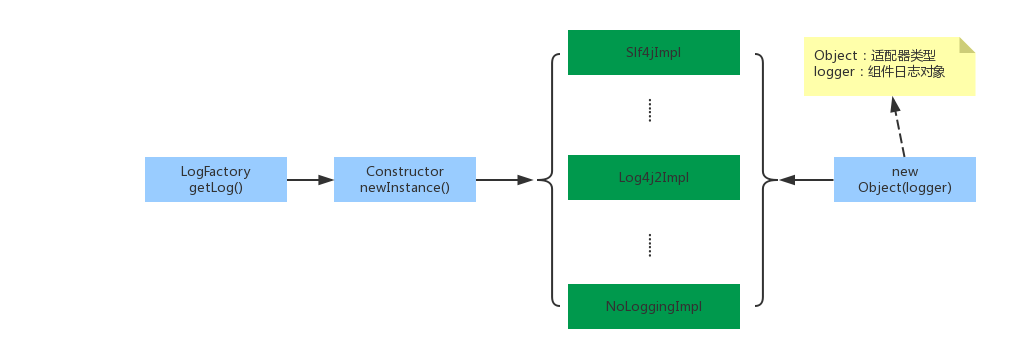 LogFactory
getLog()
Constructor
newInstance()
Slf4jImpl
Log4j2Impl
NoLoggingImpl
Object：适配器类型
logger：组件日志对象
new
Object(logger)